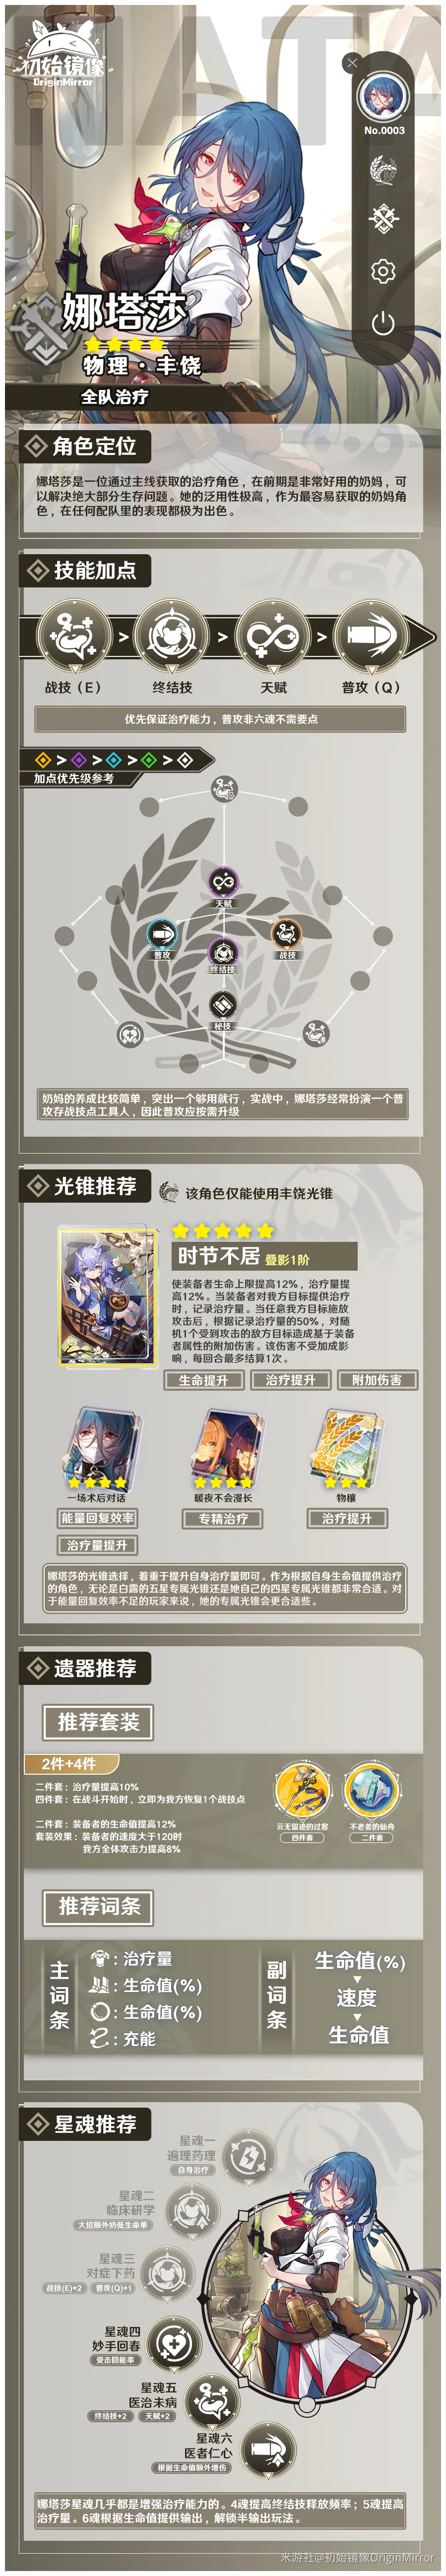 NATA
初始镜像
OriginMirror
No.0003
娜塔莎
物理·丰饶
全队治疗
角色定位
娜塔莎是一位通过主线获取的治疗角色，在前期是非常好用的奶妈，可
以解决绝大部分生存问题。她的泛用性极高，作为最容易获取的奶妈角
色，在任何配队里的表现都极为出色。
技能加点
> > >
战技（E） 终结技 天赋 普攻（Q）
优先保证治疗能力，普攻非六魂不需要点
> > > >
加点优先级参考
天赋
普攻
战技
终结技
秘技
奶妈的养成比较简单，突出一个够用就行，实战中，娜塔莎经常扮演一个普
攻存战技点工具人，因此普攻应按需升级
光锥推荐
该角色仅能使用丰饶光锥
时节不居 叠影1阶
使装备者生命上限提高12%，治疗量提
高12%。当装备者对我方目标提供治疗
时，记录治疗量。当任意我方目标施放
攻击后，根据记录治疗量的50%，对随
机1个受到攻击的敌方目标造成基于装备
者属性的附加伤害。该伤害不受加成影
响，每回合最多结算1次。
生命提升 治疗提升 附加伤害
一场术后对话 暖夜不会漫长 物穰
能量回复效率 专精治疗 治疗提升
治疗量提升
娜塔莎的光锥选择，着重于提升自身治疗量即可。作为根据自身生命值提供治疗
的角色，无论是白露的五星专属光锥还是她自己的四星专属光锥都非常合适。对
于能量回复效率不足的玩家来说，她的专属光锥会更合适些。
遗器推荐
推荐套装
2件+4件
二件套：治疗量提高10%
四件套：在战斗开始时，立即为我方恢复1个战技点
二件套：装备者的生命值提高12%
套装效果：装备者的速度大于120时
我方全体攻击力提高8%
云无留迹的过客 不老者的仙舟
四件套 二件套
推荐词条
主词条
：治疗量
：生命值(%)
：生命值(%)
：充能
副词条
生命值(%)
速度
生命值
星魂推荐
星魂一
遍理药理
自身治疗
星魂二
临床研学
大招额外奶低生命单
星魂三
对症下药
战技(E)+2 普攻(Q)+1
星魂四
妙手回春
受击回能率
星魂五
医治未病
终结技+2 天赋+2
星魂六
医者仁心
根据生命值额外增伤
娜塔莎星魂几乎都是增强治疗能力的。4魂提高终结技释放频率；5魂提高
治疗量。6魂根据生命值提供输出，解锁半输出玩法。
米游社@初始镜像OriginMirror